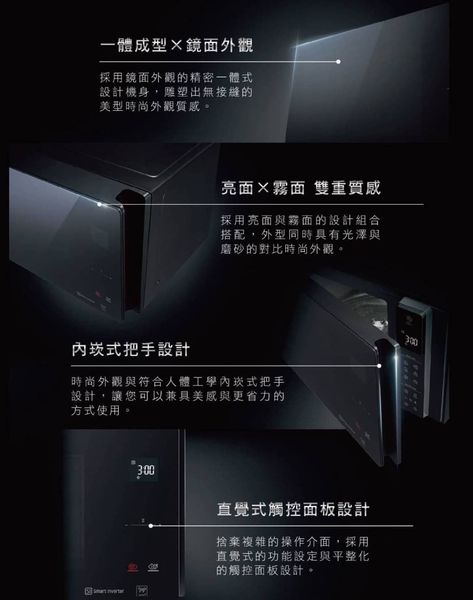 一體成型×鏡面外觀
採用鏡面外觀的精密一體式
設計機身，雕塑出無接縫的
美型時尚外觀質感。
亮面×霧面 雙重質感
採用亮面與霧面的設計組合
搭配，外型同時具有光澤與
磨砂的對比時尚外觀。
3:00
內崁式把手設計
時尚外觀與符合人體工學內崁式把手
設計，讓您可以兼具美感與更省力的
方式使用。
3:00
直覺式觸控面板設計
捨棄複雜的操作介面，採用
直覺式的功能設定與平整化
的觸控面板設計。
Smart Inverter